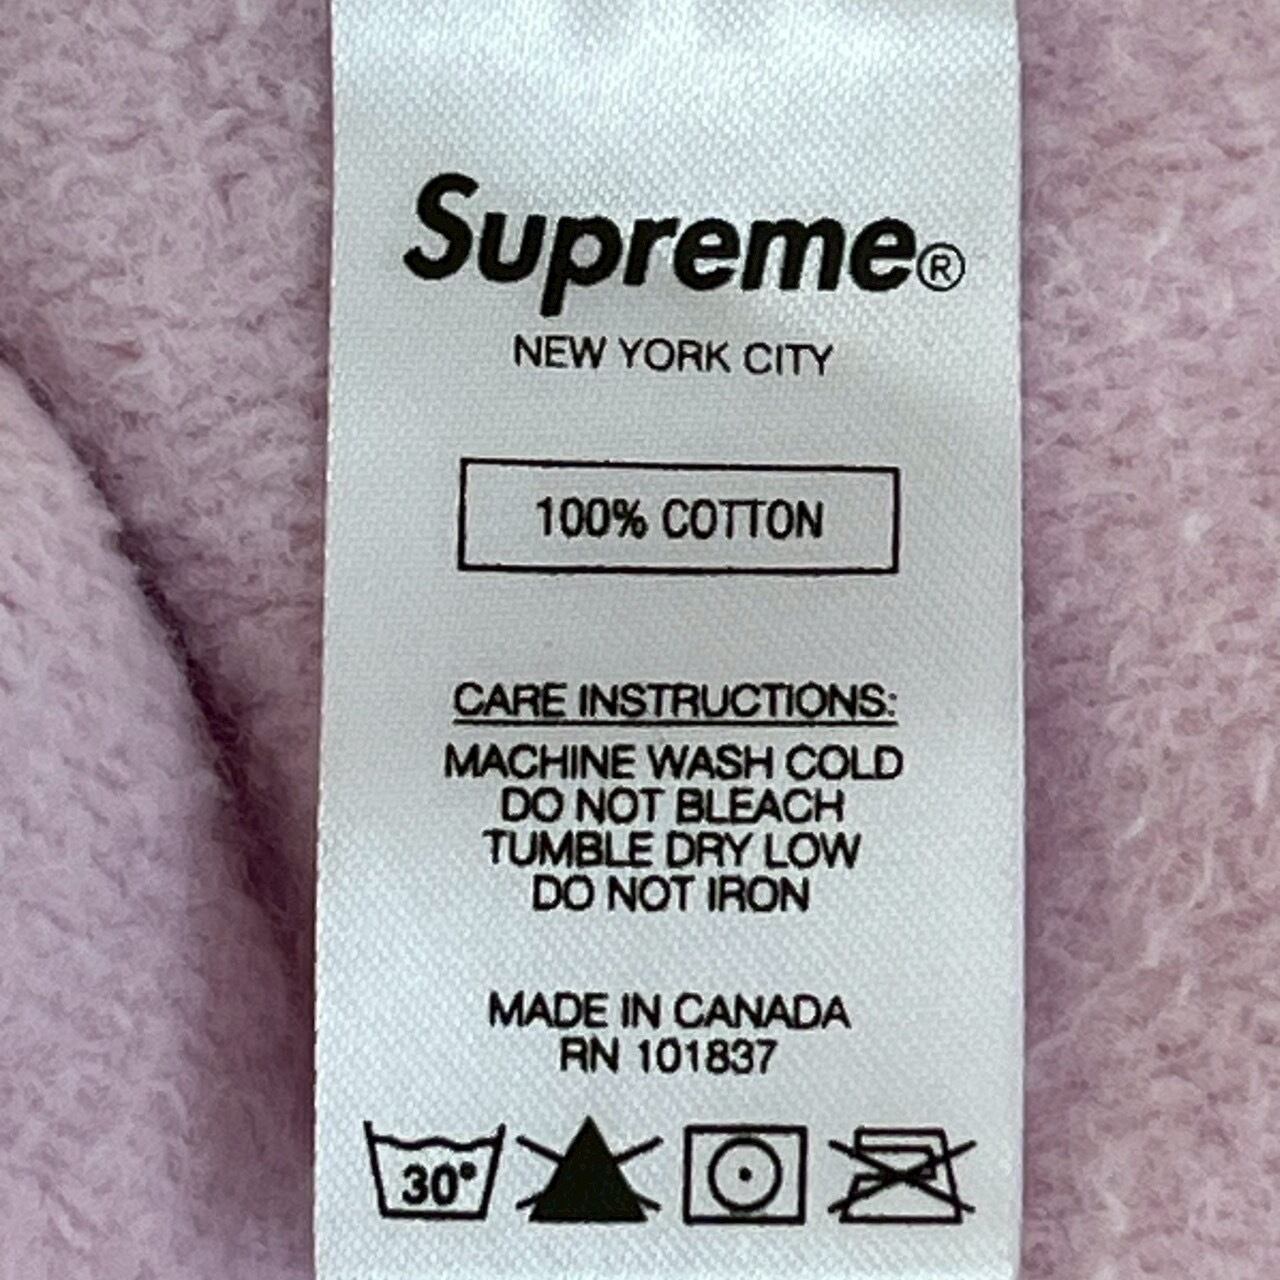 Supreme®
NEW YORK CITY
100% COTTON
CARE INSTRUCTIONS:
MACHINE WASH COLD
DO NOT BLEACH
TUMBLE DRY LOW
DO NOT IRON
MADE IN CANADA
RN 101837
30°